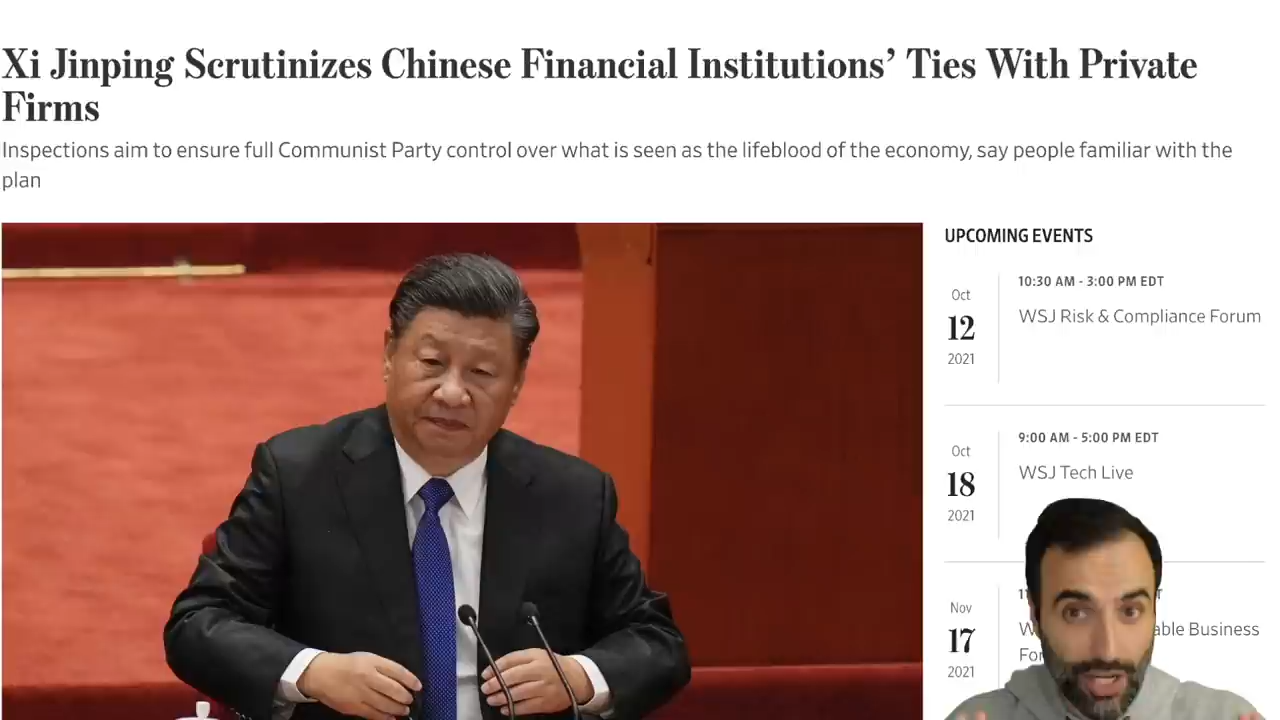 Xi Jinping Scrutinizes Chinese Financial Institutions' Ties With Private
Firms
Inspections aim to ensure full Communist Party control over what is seen as the lifeblood of the economy, say people familiar with the
plan
UPCOMING EVENTS
Oct
12
2021
10:30 AM - 3:00 PM EDT
WSJ Risk & Compliance Forum
Oct
18
2021
9:00 AM - 5:00 PM EDT
WSJ Tech Live
Nov
17
2021
Business